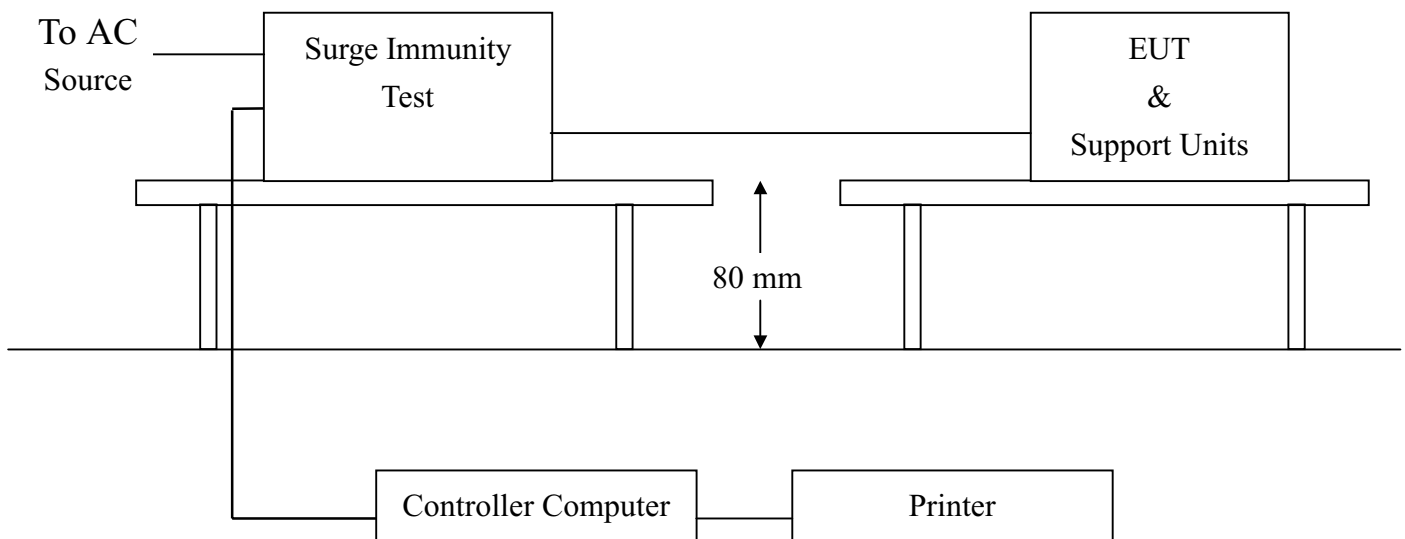 To AC
Source
Surge Immunity
Test
EUT
&
Support Units
80 mm
Controller Computer
Printer